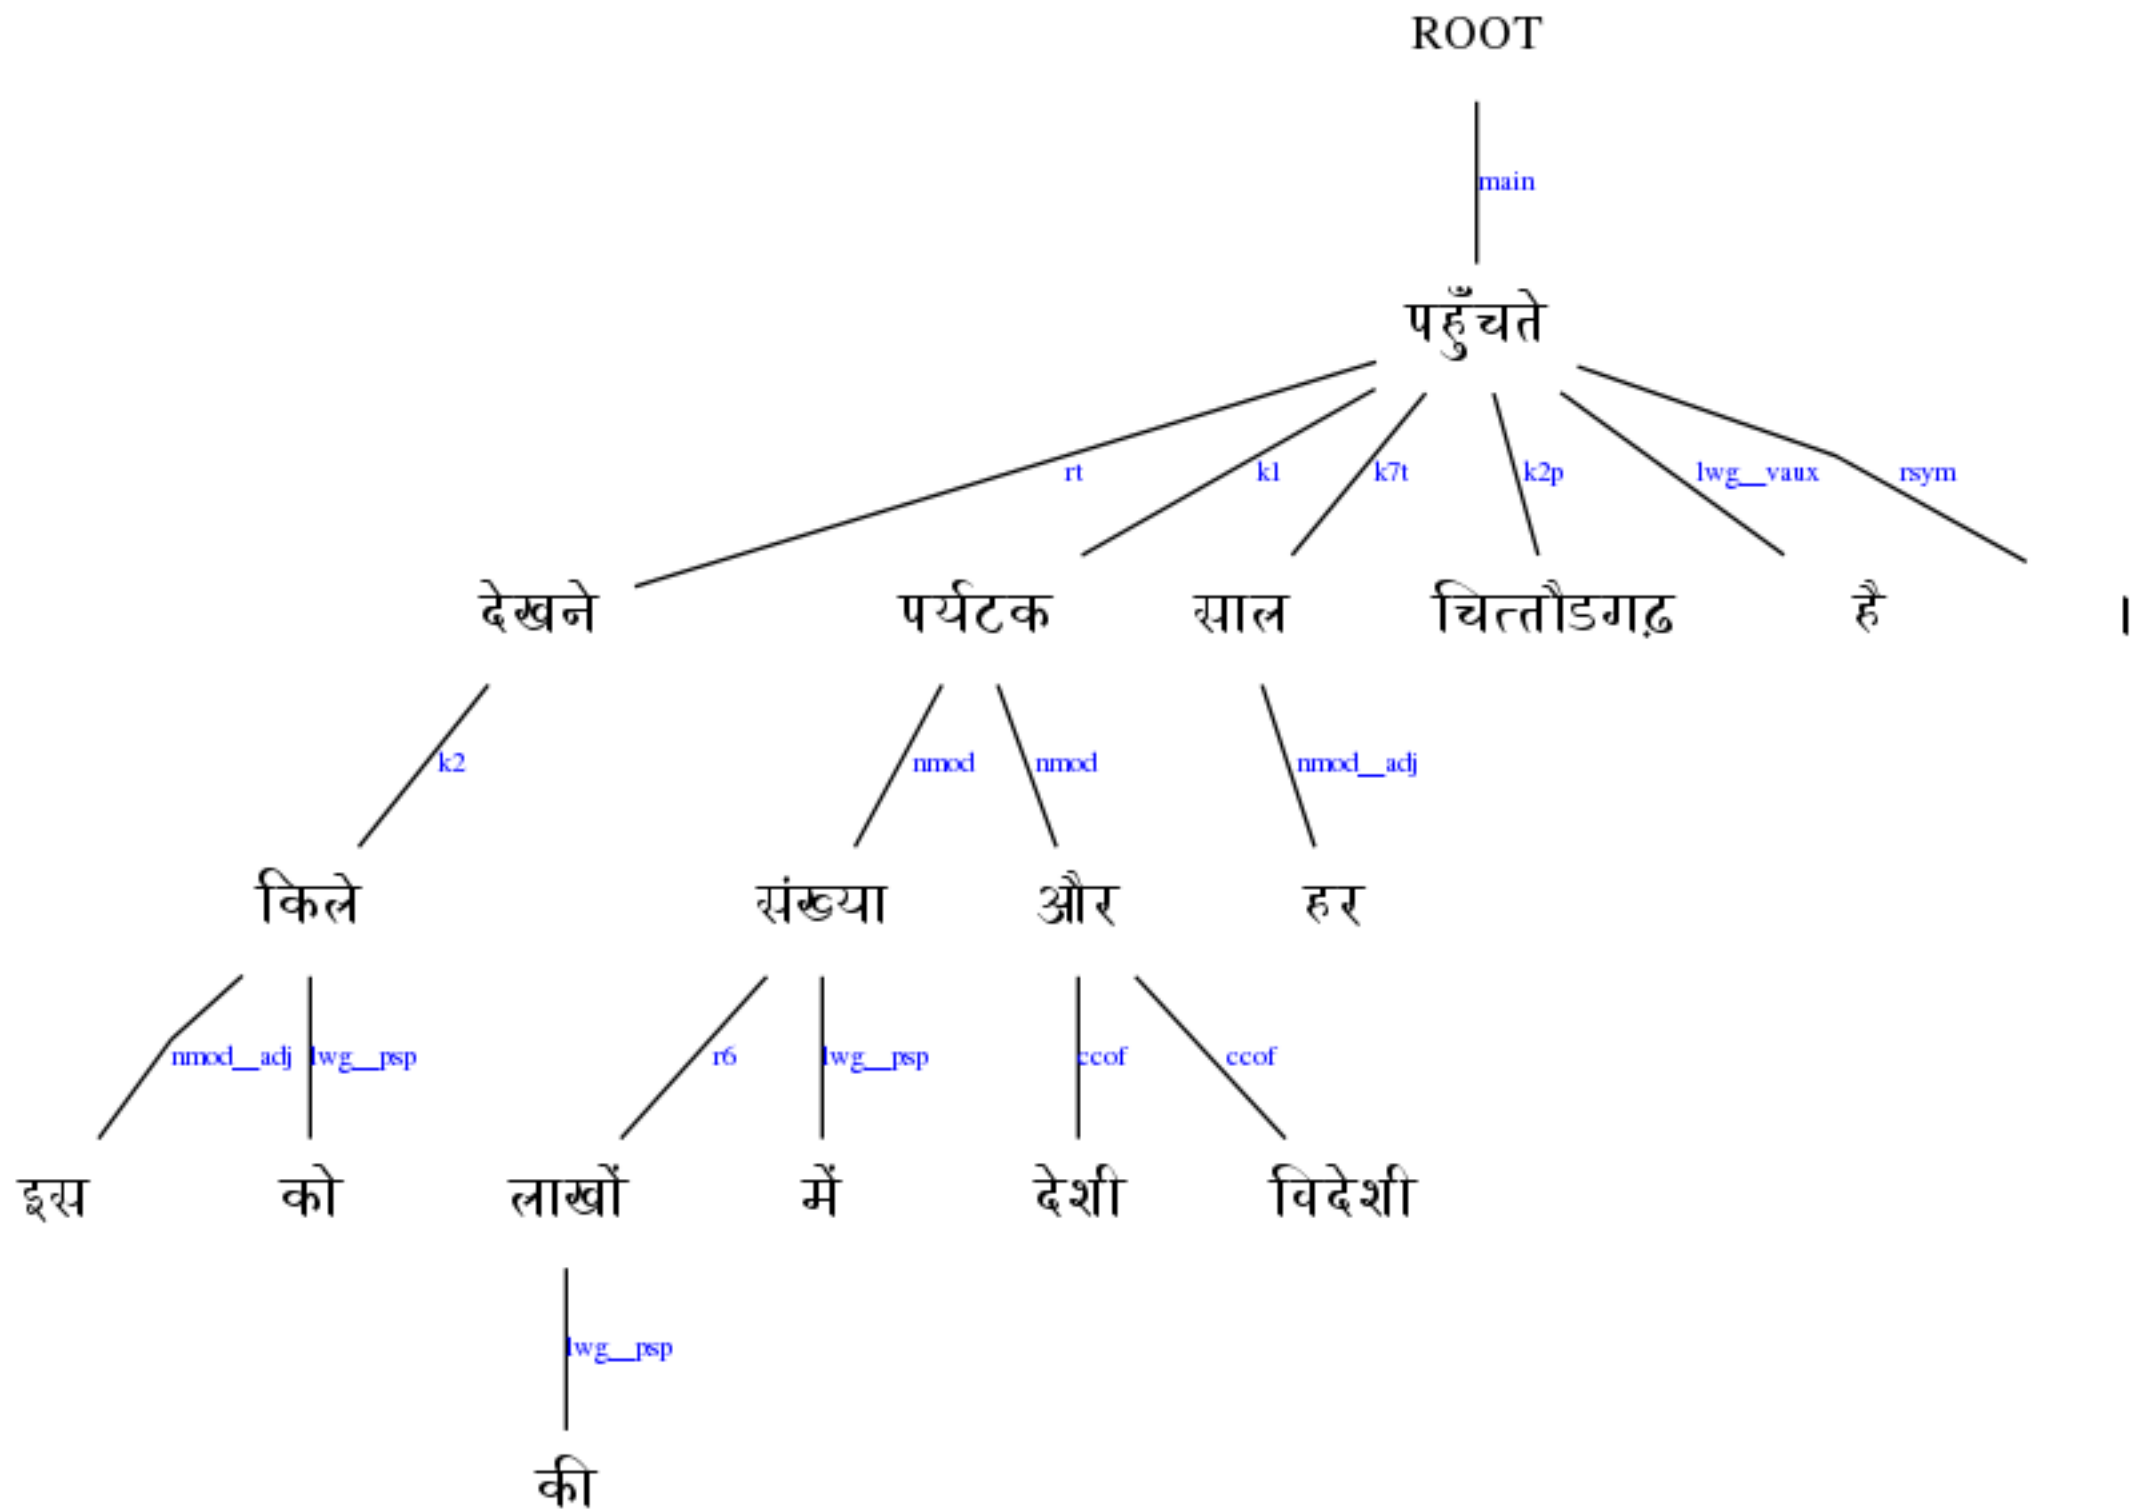 ROOT
main
पहुँचते
rt k1 k7t k2p lwg__vaux rsym
देखने पर्यटक साल चित्तौडगढ़ है ।
k2 nmod nmod nmod__adj
किले संख्या और हर
nmod__adj lwg__psp r6 lwg__psp ccof ccof
इस को लाखों में देशी विदेशी
lwg__psp
की